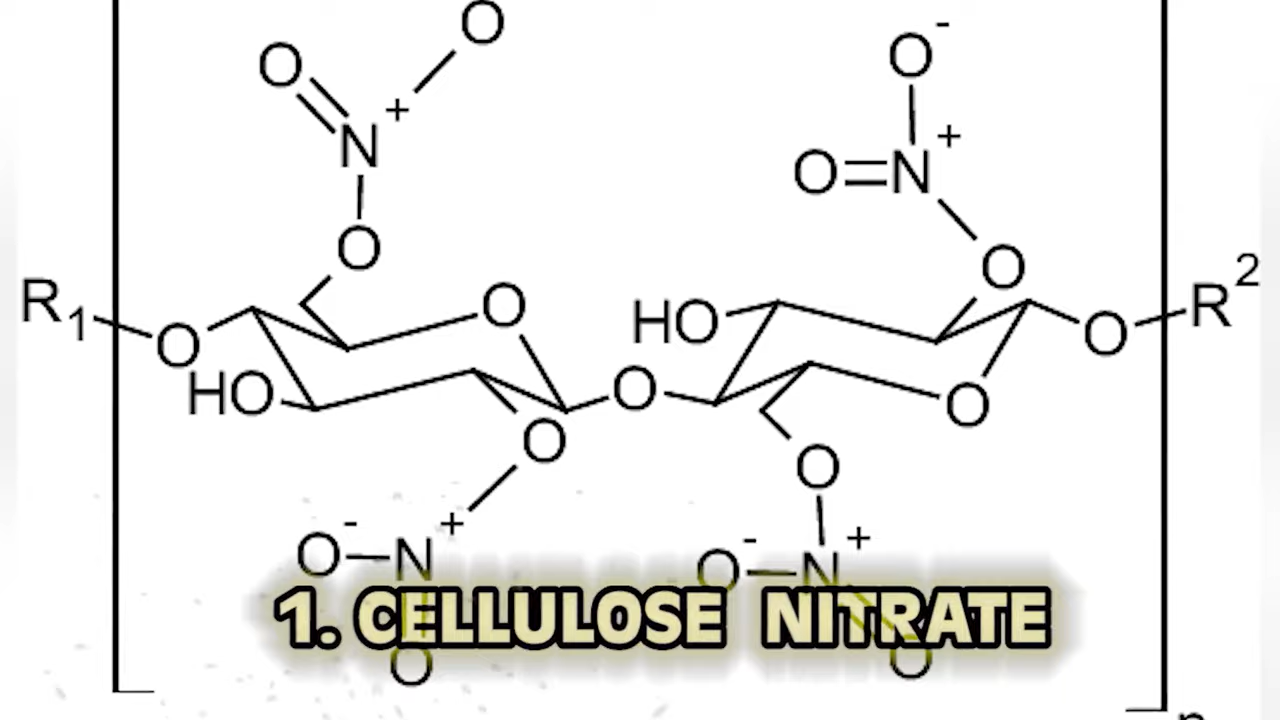 O
O
O⁻
N⁺
N⁺
O=N
O
O
R₁
O
HO
O
HO
O
R²
O
O
O
O
O⁻
N⁺
O⁻
N⁺
1. CELLULOSE NITRATE
O
O
n